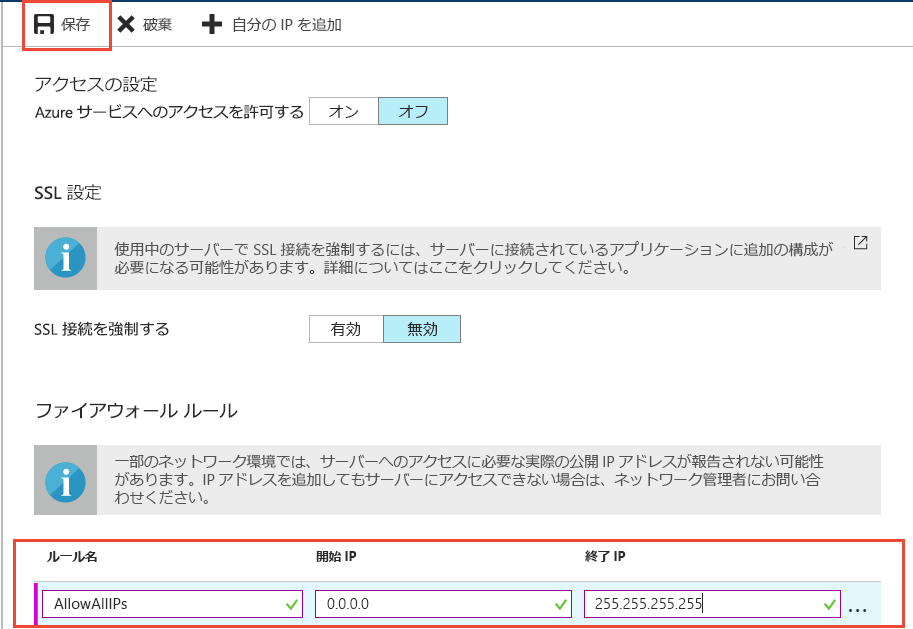 保存 破棄 自分の IP を追加
アクセスの設定
Azure サービスへのアクセスを許可する オン オフ
SSL 設定
使用中のサーバーで SSL 接続を強制するには、サーバーに接続されているアプリケーションに追加の構成が
必要になる可能性があります。詳細についてはここをクリックしてください。
SSL 接続を強制する 有効 無効
ファイアウォール ルール
一部のネットワーク環境では、サーバーへのアクセスに必要な実際の公開 IP アドレスが報告されない可能性
があります。IP アドレスを追加してもサーバーにアクセスできない場合は、ネットワーク管理者にお問い合
わせください。
ルール名 開始 IP 終了 IP
AllowAllIPs 0.0.0.0 255.255.255.255 ...